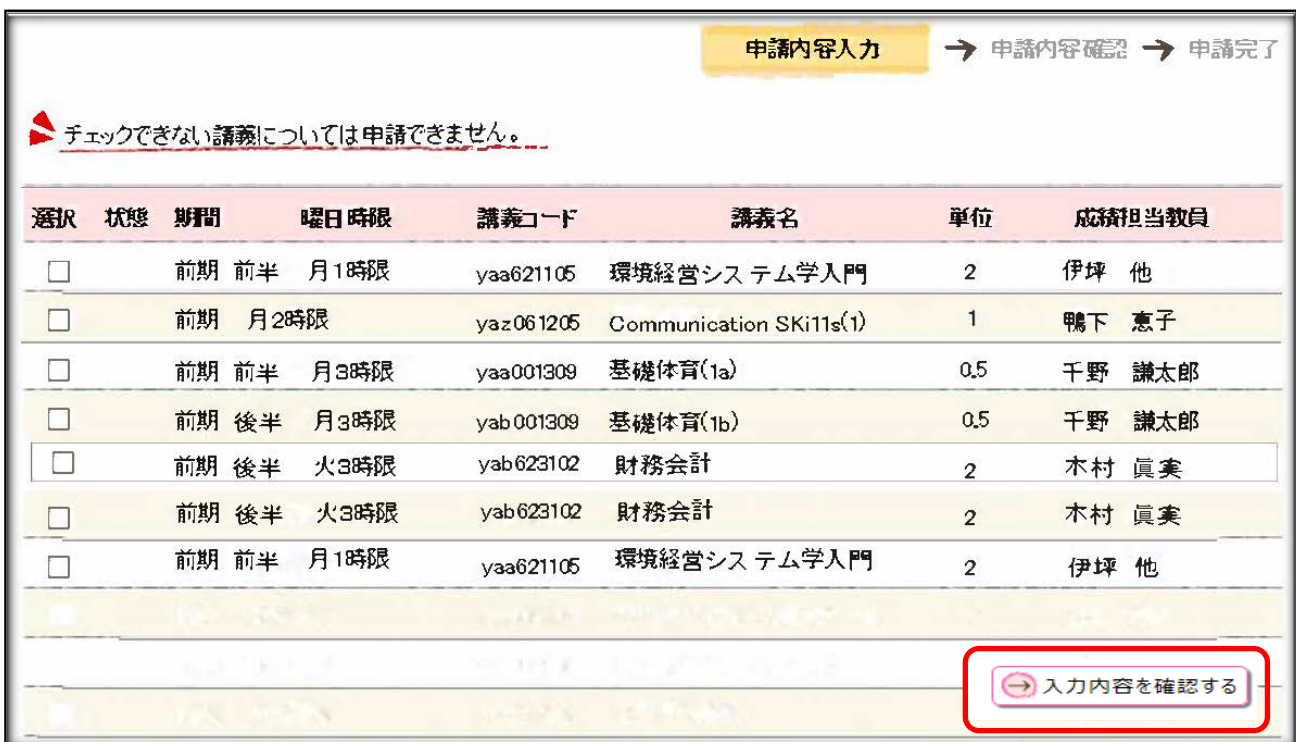 申請内容入力 → 申請内容確認 → 申請完了
チェックできない講義については申請できません。
選択 状態 期間 曜日時限 講義コード 講義名 単位 成績担当教員
前期 前半 月1時限 yaa621105 環境経営システム学入門 2 伊坪 他
前期 月2時限 yaz061205 Communication SKi11s(1) 1 鴨下 恵子
前期 前半 月3時限 yaa001309 基礎体育(1a) 0.5 千野 謙太郎
前期 後半 月3時限 yab001309 基礎体育(1b) 0.5 千野 謙太郎
前期 後半 火3時限 yab623102 財務会計 2 木村 眞実
前期 後半 火3時限 yab623102 財務会計 2 木村 眞実
前期 前半 月1時限 yaa621105 環境経営システム学入門 2 伊坪 他
入力内容を確認する